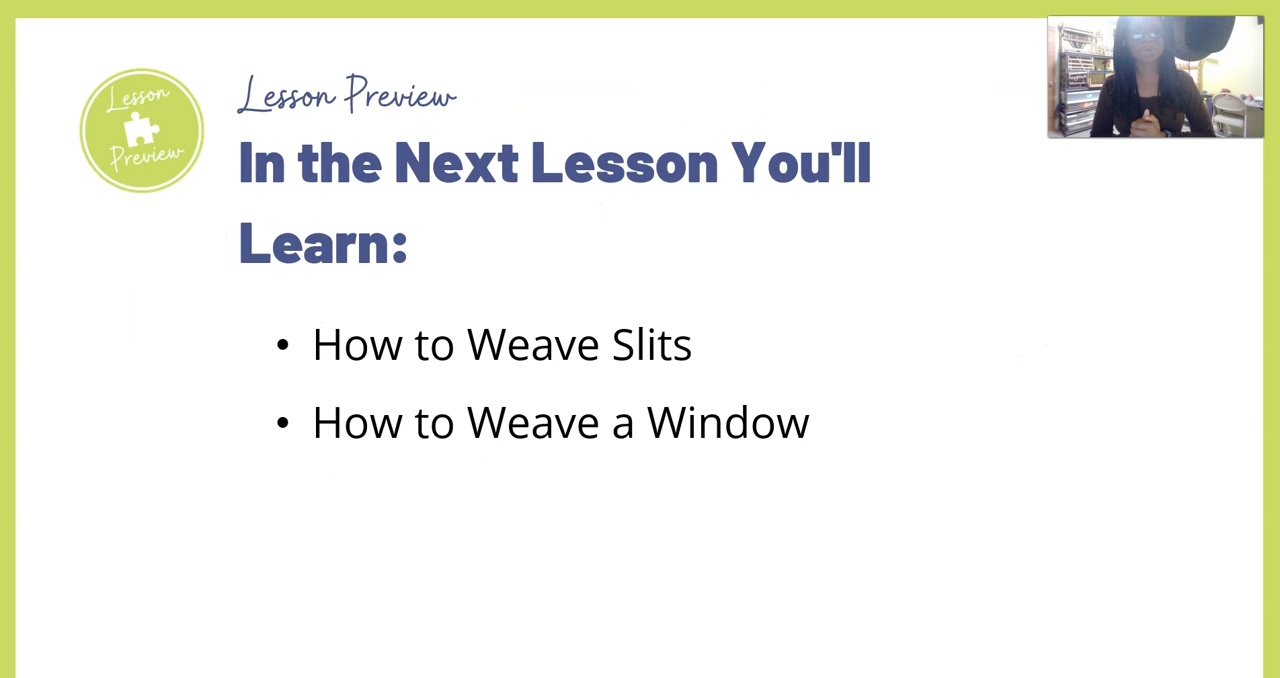 Lesson
Preview
Lesson Preview
In the Next Lesson You'll
Learn:
• How to Weave Slits
• How to Weave a Window